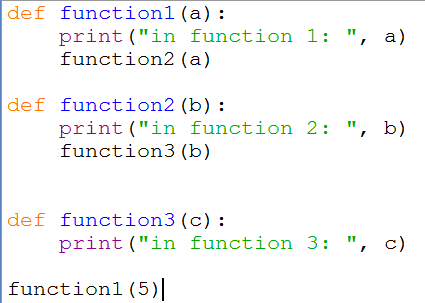 def function1(a):
    print("in function 1: ", a)
    function2(a)

def function2(b):
    print("in function 2: ", b)
    function3(b)


def function3(c):
    print("in function 3: ", c)

function1(5)